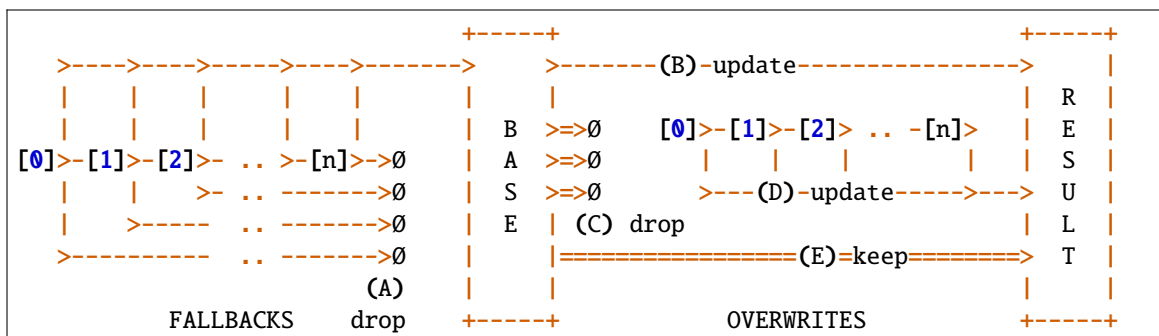 +------+                                 +------+
    >---->----->----->---->------->      >-------(B)-update------------------->      |
    |    |     |     |    |        |      |                                 |  R   |
    |    |     |     |    |        |  B   >=>Ø    [0]>-[1]>-[2]> .. -[n]>   |  E   |
[0]>-[1]>-[2]>- .. >-[n]>->Ø       |  A   >=>Ø       |    |    |        |   |  S   |
    |    |     >- .. ------->Ø     |  S   >=>Ø       >---(D)-update----->--->  U   |
    |    >----- .. ------->Ø       |  E   | (C) drop                        |  L   |
    >---------- .. ------->Ø       |      |=================(E)=keep========>  T   |
                          (A)      |      |                                 |      |
          FALLBACKS      drop      +------+          OVERWRITES             +------+